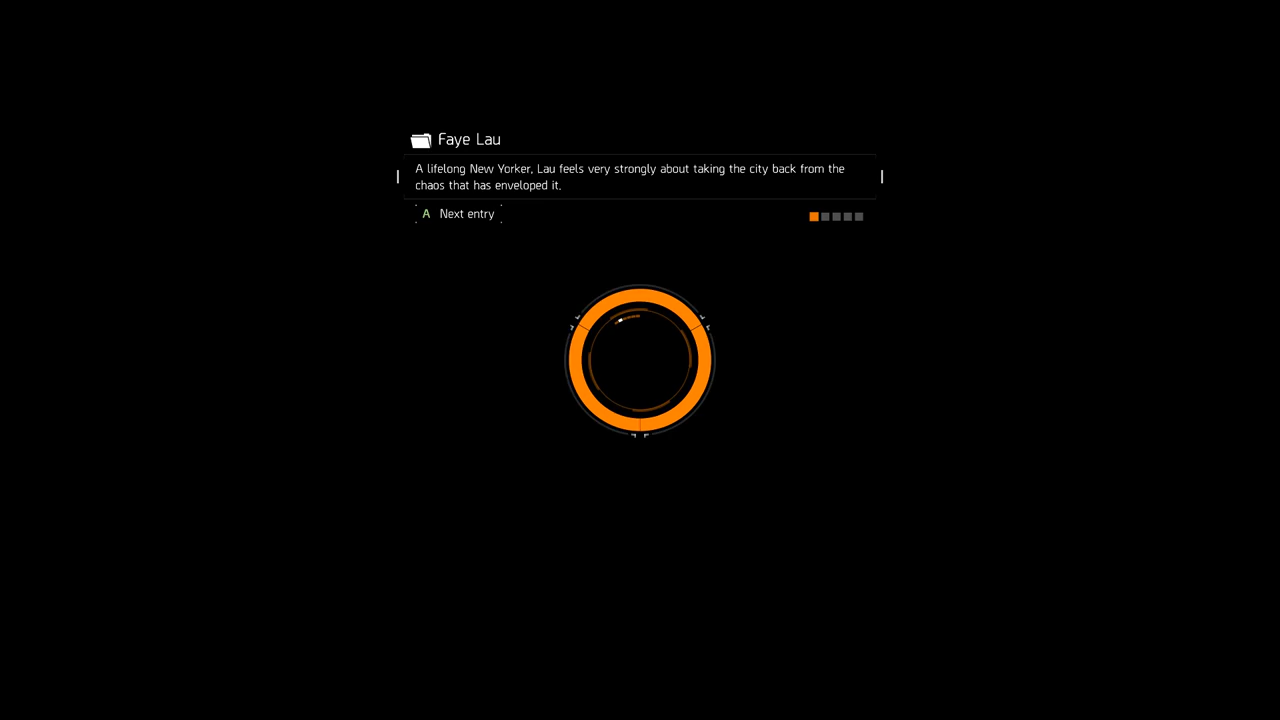 Faye Lau
A lifelong New Yorker, Lau feels very strongly about taking the city back from the
chaos that has enveloped it.
A Next entry